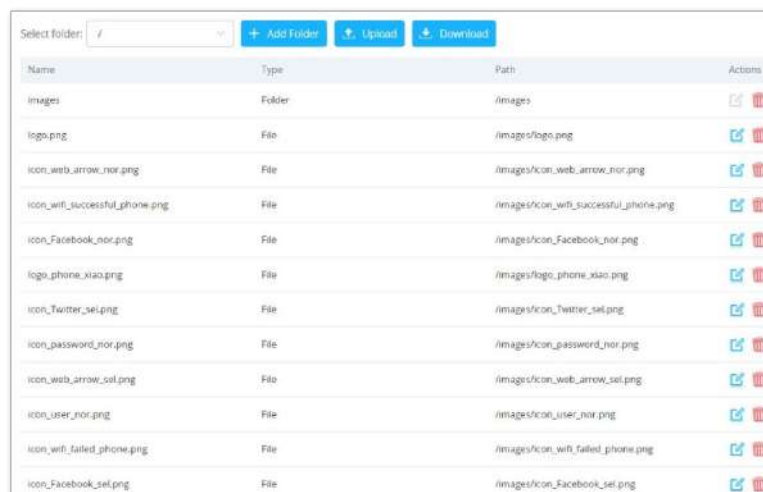 Select folder: / + Add Folder Upload Download
Name Type Path Actions
images Folder /images
logo.png File /images/logo.png
icon_web_arrow_nor.png File /images/icon_web_arrow_nor.png
icon_wifi_successful_phone.png File /images/icon_wifi_successful_phone.png
icon_Facebook_nor.png File /images/icon_Facebook_nor.png
logo_phone_xiao.png File /images/logo_phone_xiao.png
icon_Twitter_sel.png File /images/icon_Twitter_sel.png
icon_password_nor.png File /images/icon_password_nor.png
icon_web_arrow_sel.png File /images/icon_web_arrow_sel.png
icon_user_nor.png File /images/icon_user_nor.png
icon_wifi_failed_phone.png File /images/icon_wifi_failed_phone.png
icon_Facebook_sel.png File /images/icon_Facebook_sel.png